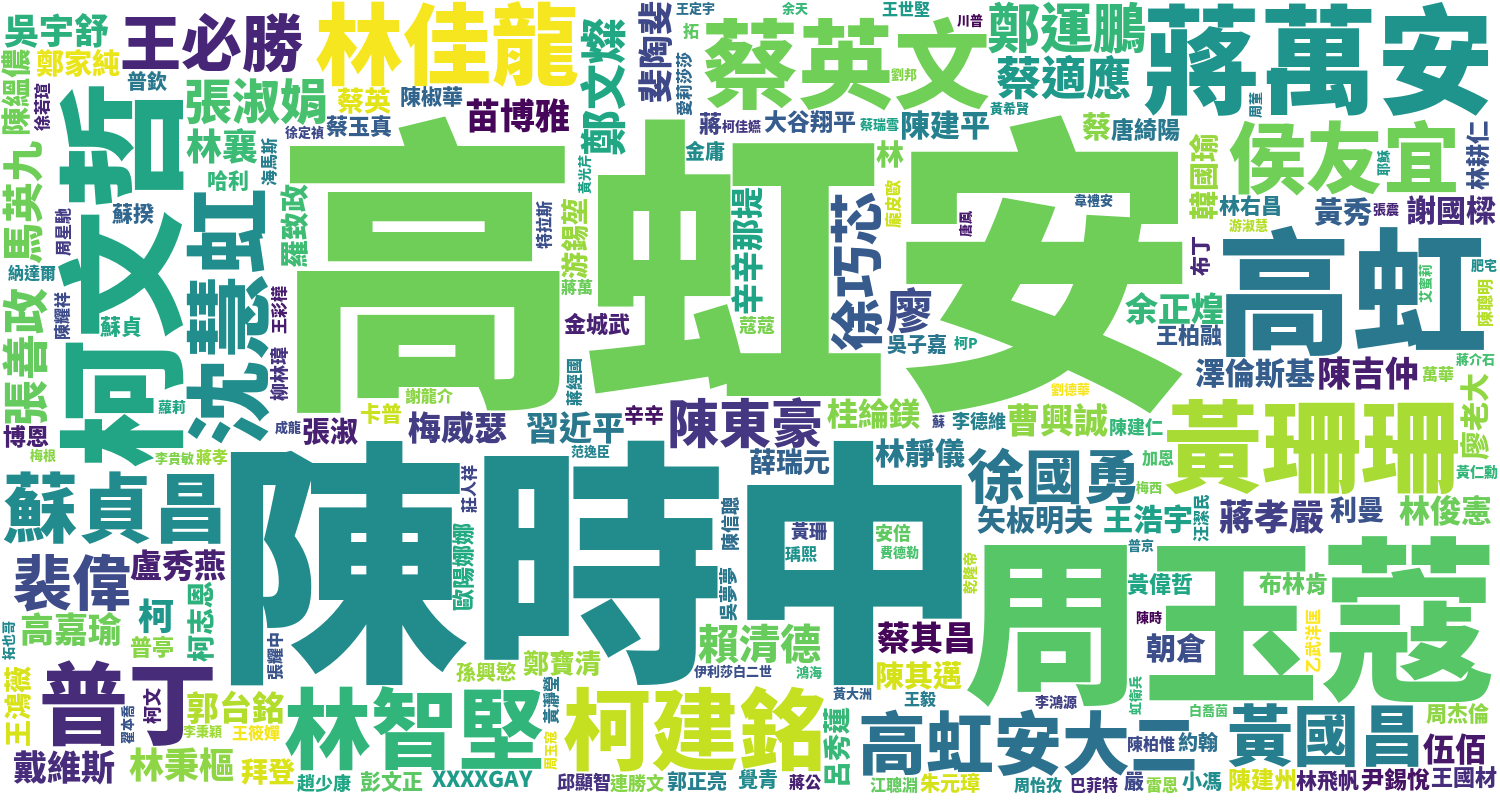 吳宇舒
王必勝
林佳龍
鄭文燦
裴陶斐
王定宇
拓
愛莉莎莎
余天
王世堅
蔡英文
劉邦
川普
鄭運鵬
蔡適應
蔣萬安
鄭家純
普欽
陳縕儂
徐若瑄
張淑娟
蔡英
陳椒華
苗博雅
徐定禎
蔡玉真
蔣
柯佳嬿
大谷翔平
蔡瑞雪
陳建平
黃希賢
蔡
唐綺陽
周董
侯友宜
林耕仁
耶穌
韓國瑜
柯文哲
林襄
海馬斯
哈利
高虹安
黃光芹
金庸
林
龐皮歐
韋禮安
林右昌
游淑慧
黃秀
張震
謝國樑
馬英九
蘇揆
周星馳
沈慧虹
羅致政
特拉斯
游錫堃
辛辛那提
徐巧芯
唐鳳
布丁
高虹
肥宅
艾蜜莉
陳聰明
納達爾
陳耀祥
王彩樺
蔣萬
廖
余正煌
張善政
蘇貞
金城武
蔻蔻
吳子嘉
柯P
王柏融
柳林瑋
蔣經國
謝龍介
劉德華
澤倫斯基
陳吉仲
萬華
蔣介石
蘿莉
卡普
辛辛
陳東豪
桂綸鎂
蘇
李德維
曹興誠
陳建仁
黃珊珊
廖老大
博恩
梅根
李貴敏
蔣孝
成龍
張淑
梅威瑟
習近平
范逸臣
薛瑞元
林靜儀
徐國勇
加恩
梅西
黃仁勳
蘇貞昌
陳時中
莊人祥
歐陽娜娜
陳信聰
黃珊
瑀熙
安倍
費德勒
矢板明夫
王浩宇
汪潔民
蔣孝嚴
利曼
林俊憲
裴偉
盧秀燕
吳夢夢
乾隆帝
普京
周玉蔻
黃偉哲
布林肯
柯
柯志恩
高嘉瑜
普亭
拓也哥
張耀中
賴清德
蔡其昌
陳時
朝倉
乙武洋匡
孫興慜
鄭寶清
伊利莎白二世
鴻海
陳其邁
王鴻薇
普丁
柯文
翟本喬
郭台銘
李秉穎
王筱嬋
林智堅
黃瀞瑩
周玉寇
柯建銘
黃大洲
王毅
李鴻源
虹衛兵
白喬茵
周杰倫
呂秀蓮
高虹安大二
陳柏惟
約翰
黃國昌
伍佰
戴維斯
林秉樞
拜登
趙少康
彭文正
XXXXGAY
邱顯智
連勝文
郭正亮
覺青
蔣公
江聰淵
朱元璋
周怡孜
巴菲特
嚴
雷恩
小馮
陳建州
林飛帆
尹錫悅
王國材